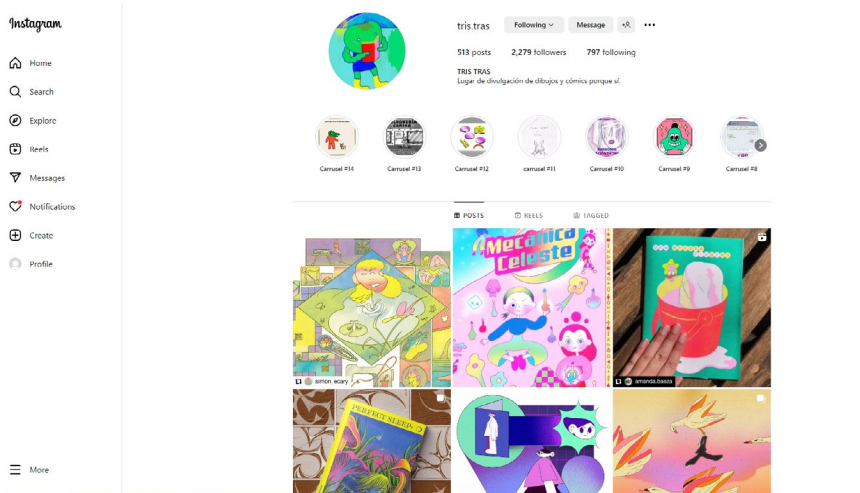 Instagram
Home
Search
Explore
Reels
Messages
Notifications
Create
Profile
More
tris.tras
Following
Message
513 posts
2,279 followers
797 following
TRIS TRAS
Lugar de divulgación de dibujos y cómics porque sí.
Carrusel #14
Carrusel #13
Carrusel #12
carrusel #11
Carrusel #10
Carrusel #9
Carrusel #8
POSTS
REELS
TAGGED
Mecánica
Celeste
simon_ecary
amanda.baeza
PERFECT SLEEP